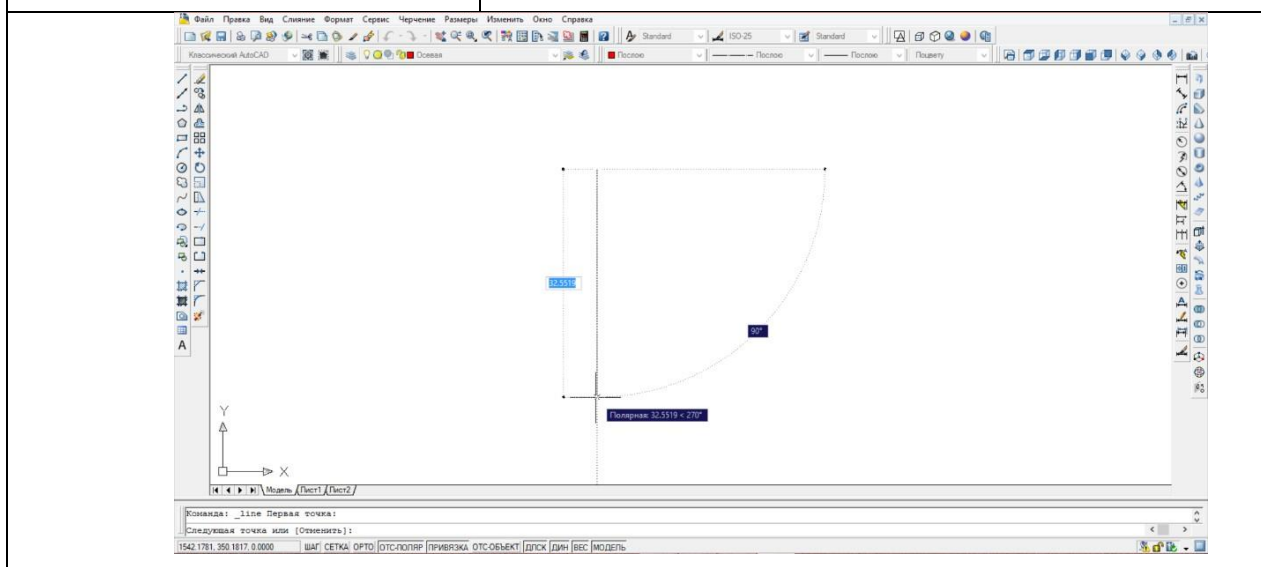 Файл Правка Вид Слияние Формат Сервис Черчение Размеры Изменить Окно Справка
Standard ISO-25 Standard
Классический AutoCAD Осевая Послою Послою Послою Поцвету
32.5519
90°
Полярная: 32.5519 < 270°
Y
X
Модель Лист1 Лист2
Команда: _line Первая точка:
Следующая точка или [Отменить]:
1542.1781, 350.1817, 0.0000 ШАГ СЕТКА ОРТО ОТС-ПОЛЯР ПРИВЯЗКА ОТС-ОБЪЕКТ ДПСК ДИН ВЕС МОДЕЛЬ